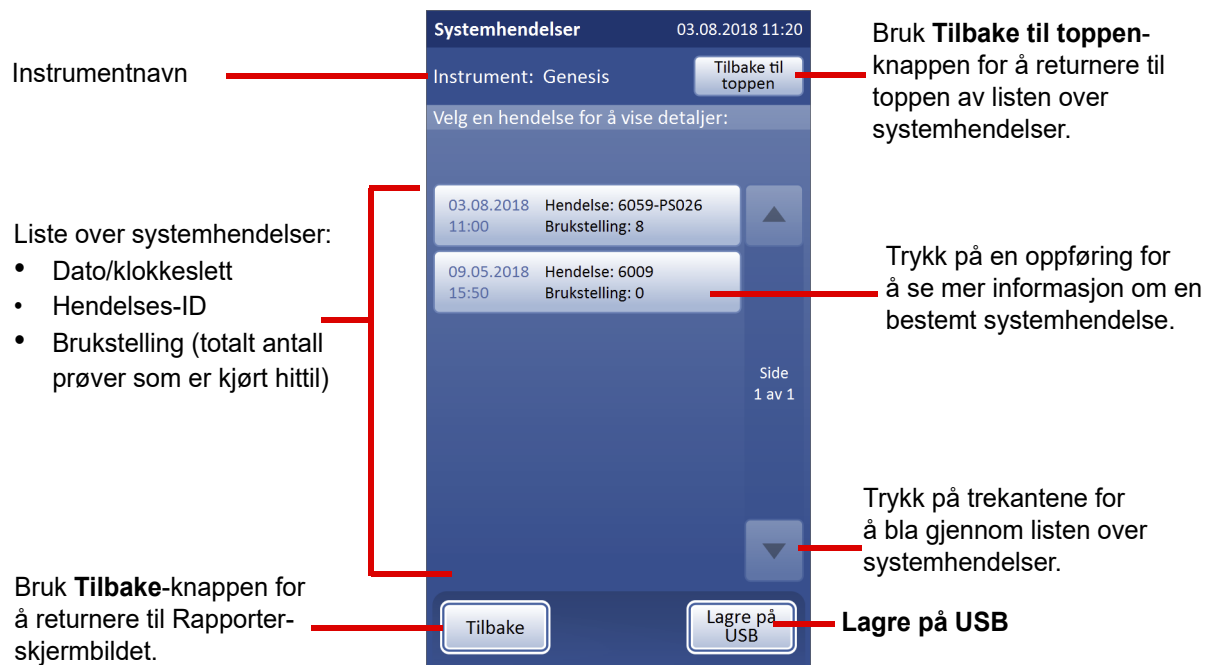 Instrumentnavn
Liste over systemhendelser:
• Dato/klokkeslett
• Hendelses-ID
• Brukstelling (totalt antall
prøver som er kjørt hittil)
Bruk Tilbake-knappen for
å returnere til Rapporter-
skjermbildet.
Systemhendelser 03.08.2018 11:20
Instrument: Genesis
Tilbake til
toppen
Velg en hendelse for å vise detaljer:
03.08.2018 Hendelse: 6059-PS026
11:00 Brukstelling: 8
09.05.2018 Hendelse: 6009
15:50 Brukstelling: 0
Side
1 av 1
Tilbake
Lagre på
USB
Bruk Tilbake til toppen-
knappen for å returnere til
toppen av listen over
systemhendelser.
Trykk på en oppføring for
å se mer informasjon om en
bestemt systemhendelse.
Trykk på trekantene for
å bla gjennom listen over
systemhendelser.
Lagre på USB